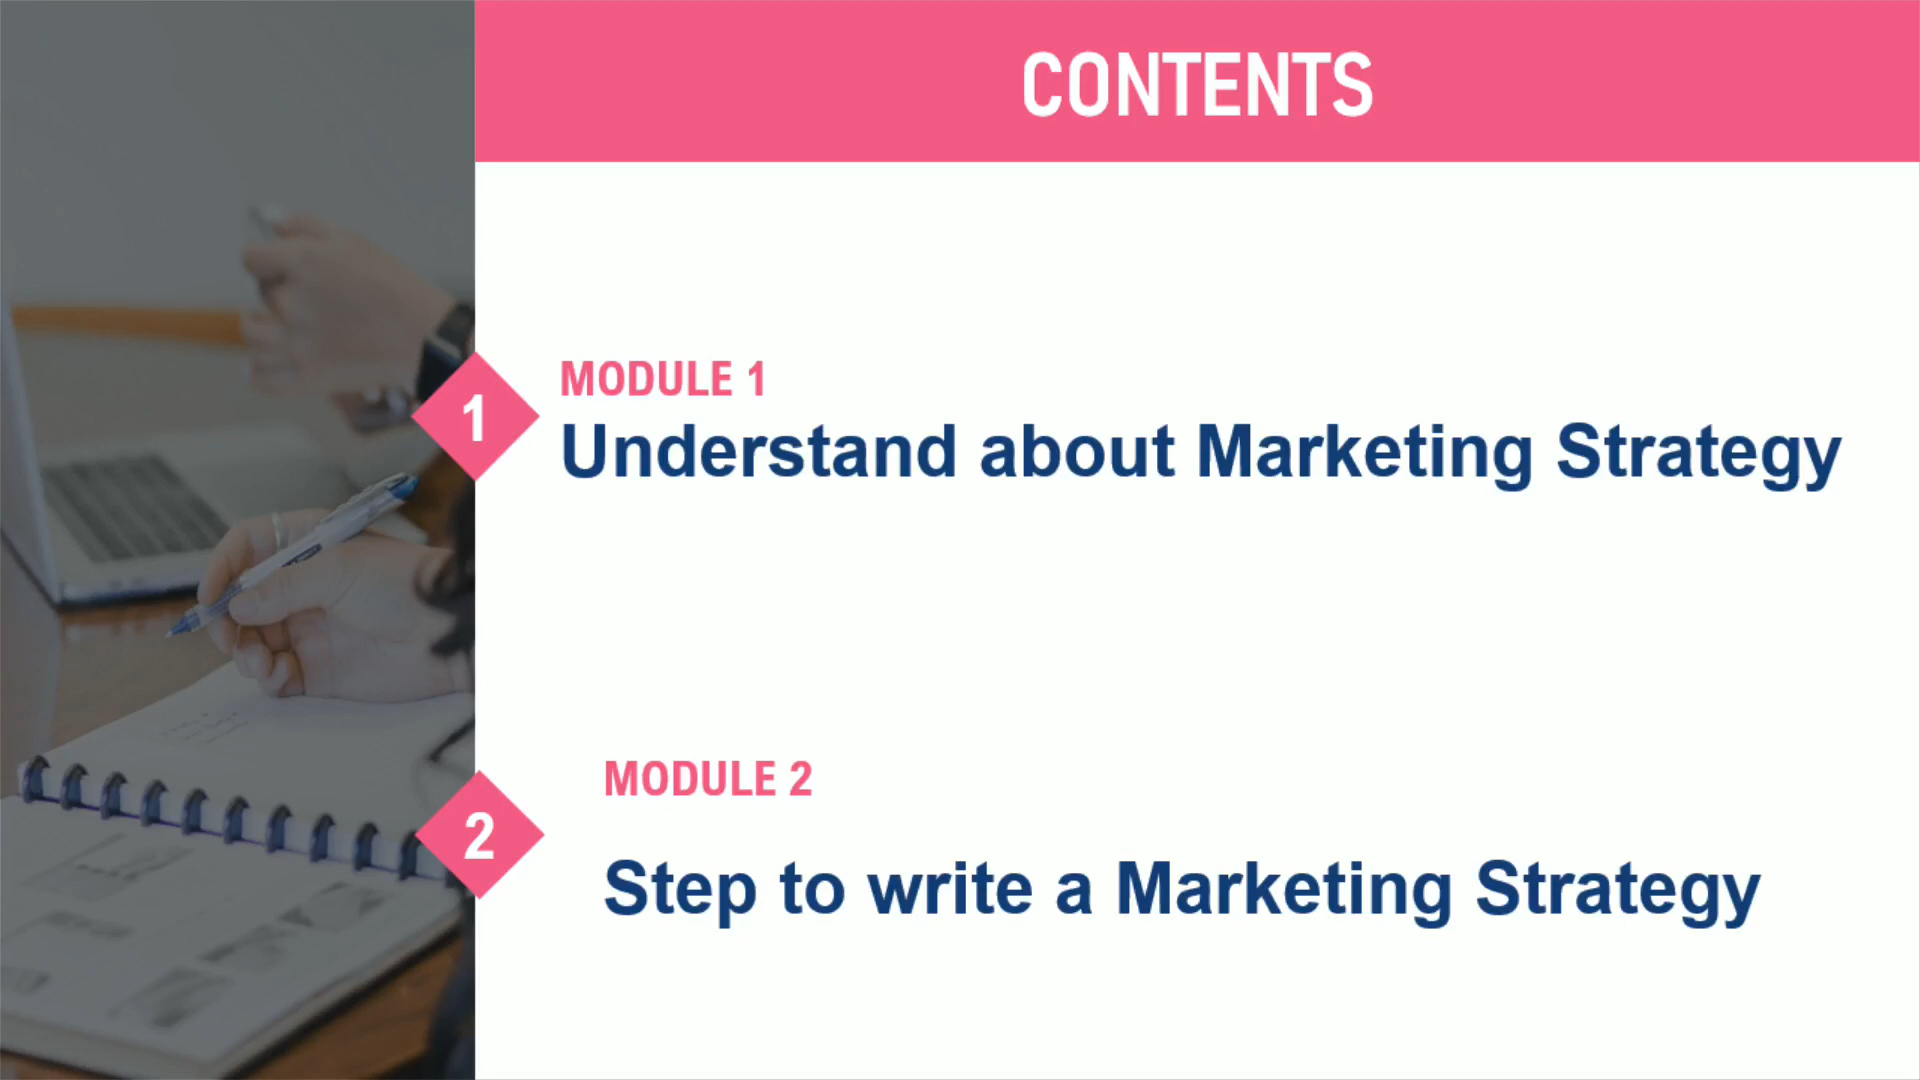 CONTENTS
1
MODULE 1
Understand about Marketing Strategy
2
MODULE 2
Step to write a Marketing Strategy